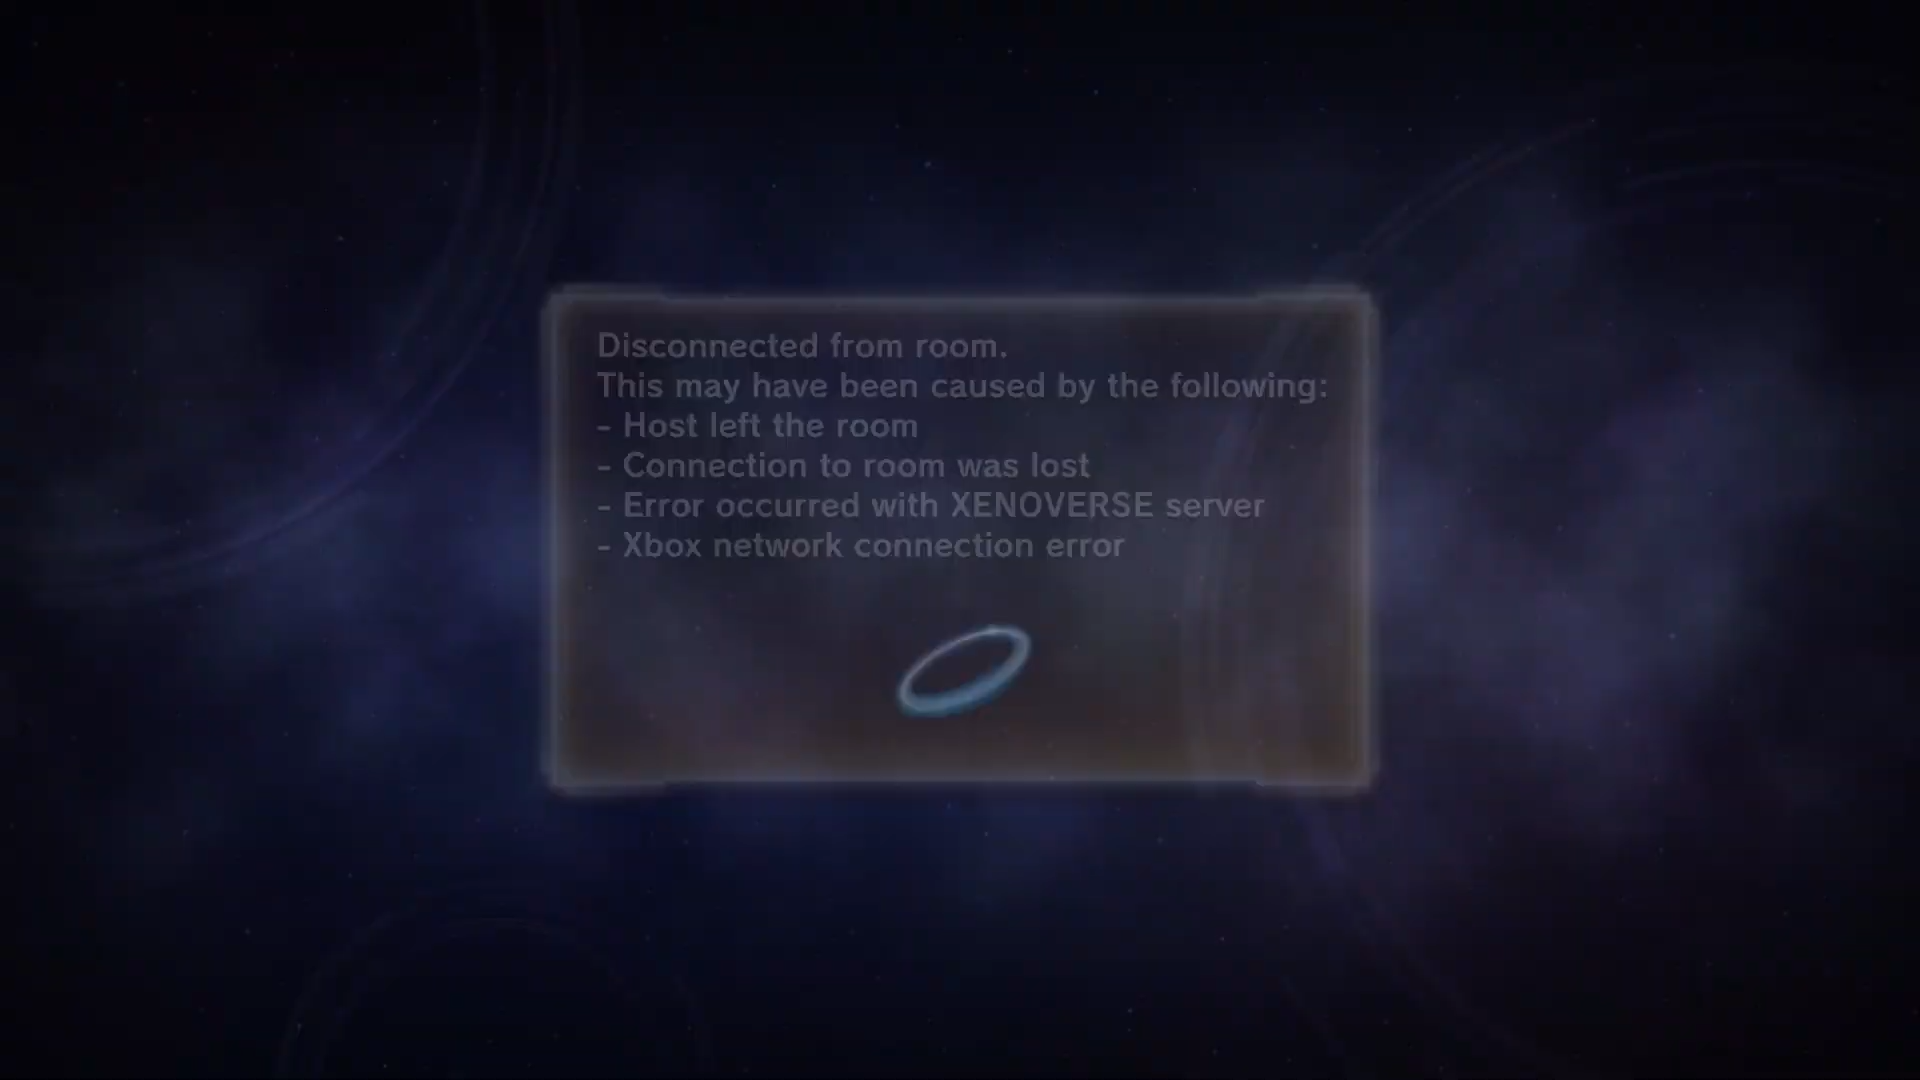 Disconnected from room.
This may have been caused by the following:
- Host left the room
- Connection to room was lost
- Error occurred with XENOVERSE server
- Xbox network connection error